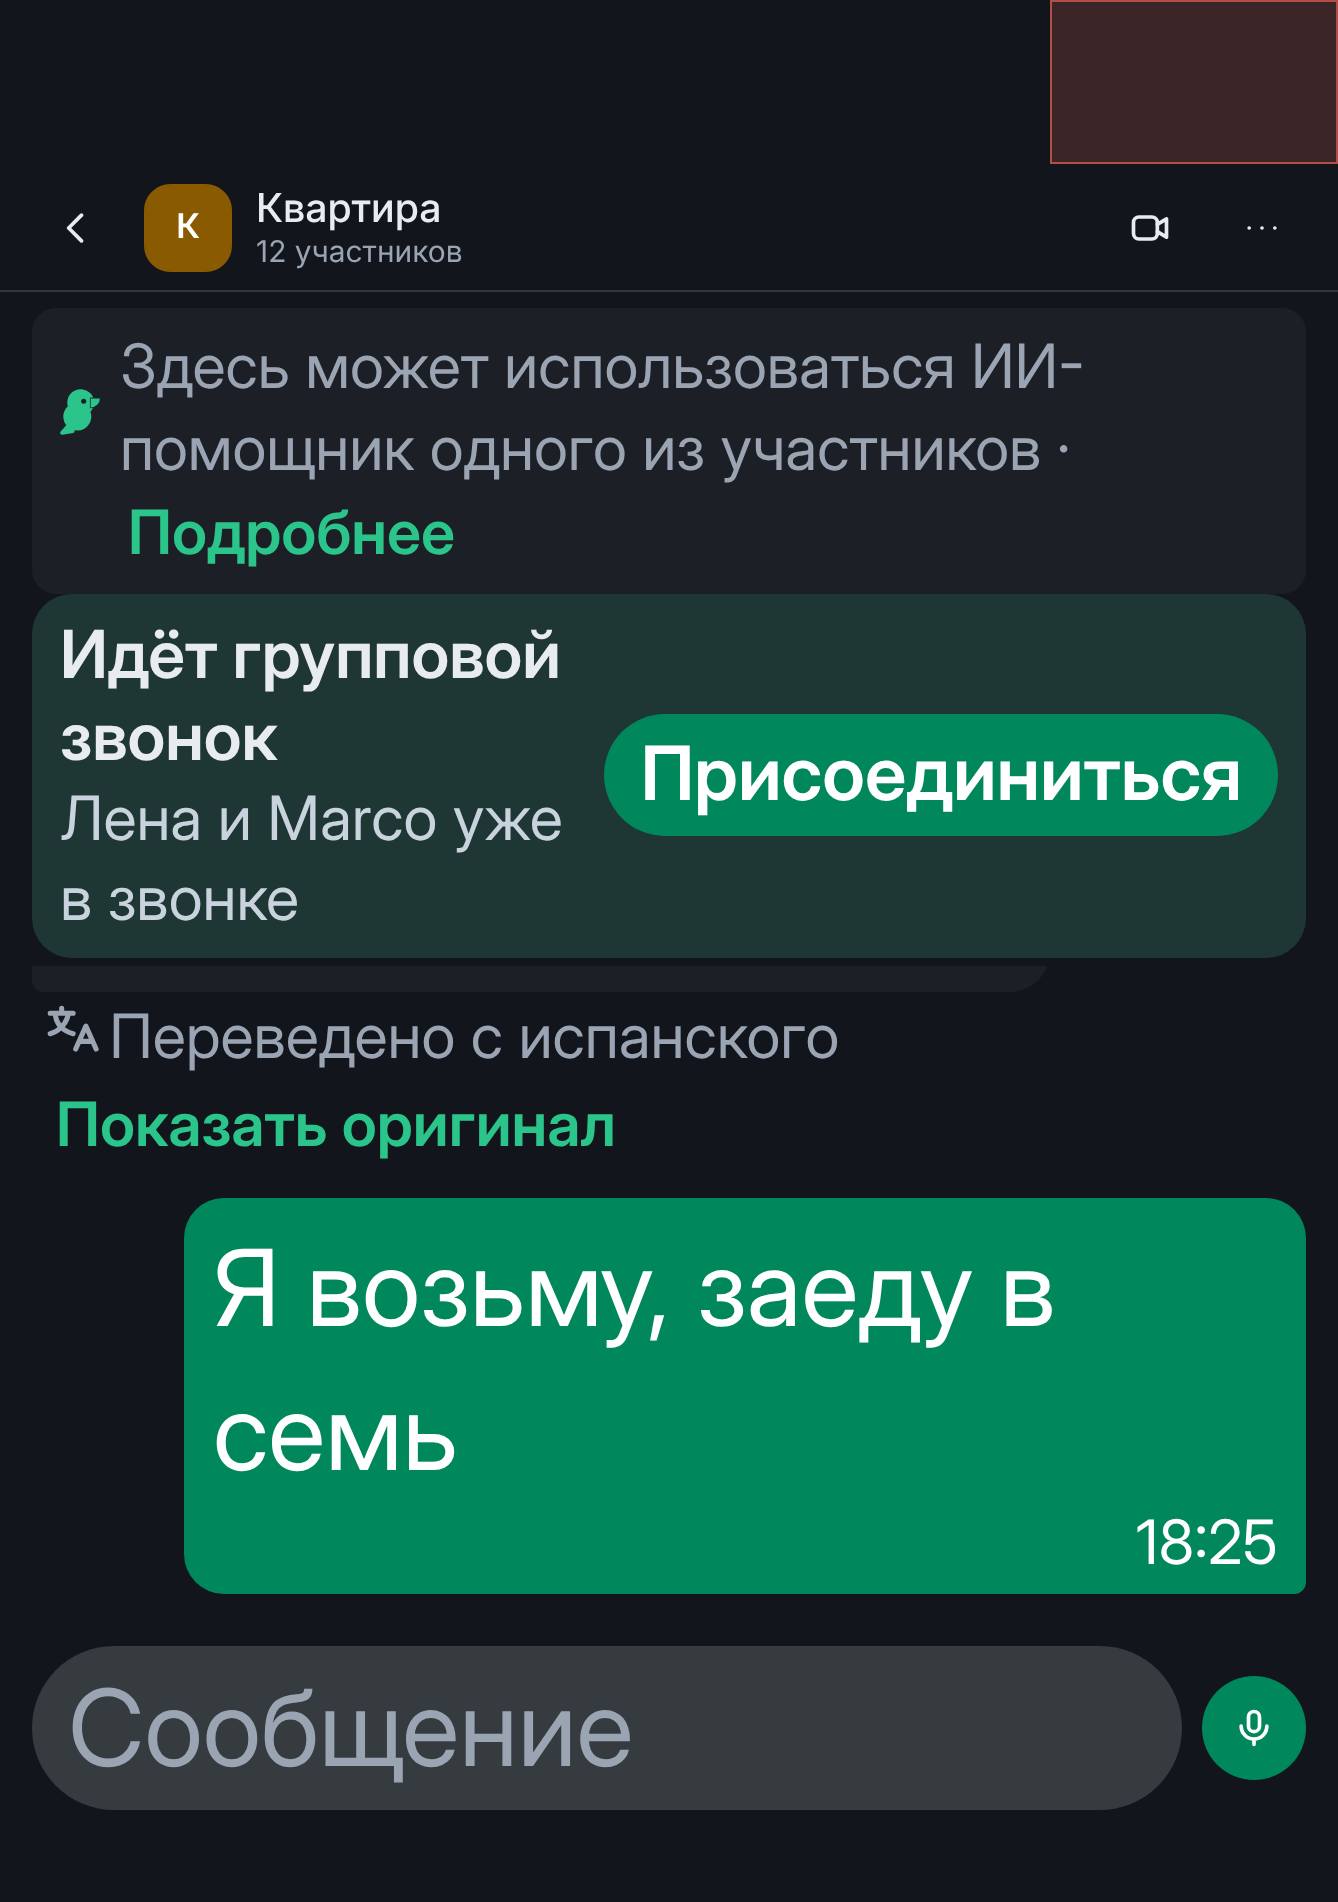 К
Квартира
12 участников
Здесь может использоваться ИИ-
помощник одного из участников ·
Подробнее
Идёт групповой
звонок
Лена и Marco уже
в звонке
Присоединиться
Переведено с испанского
Показать оригинал
Я возьму, заеду в
семь
18:25
Сообщение